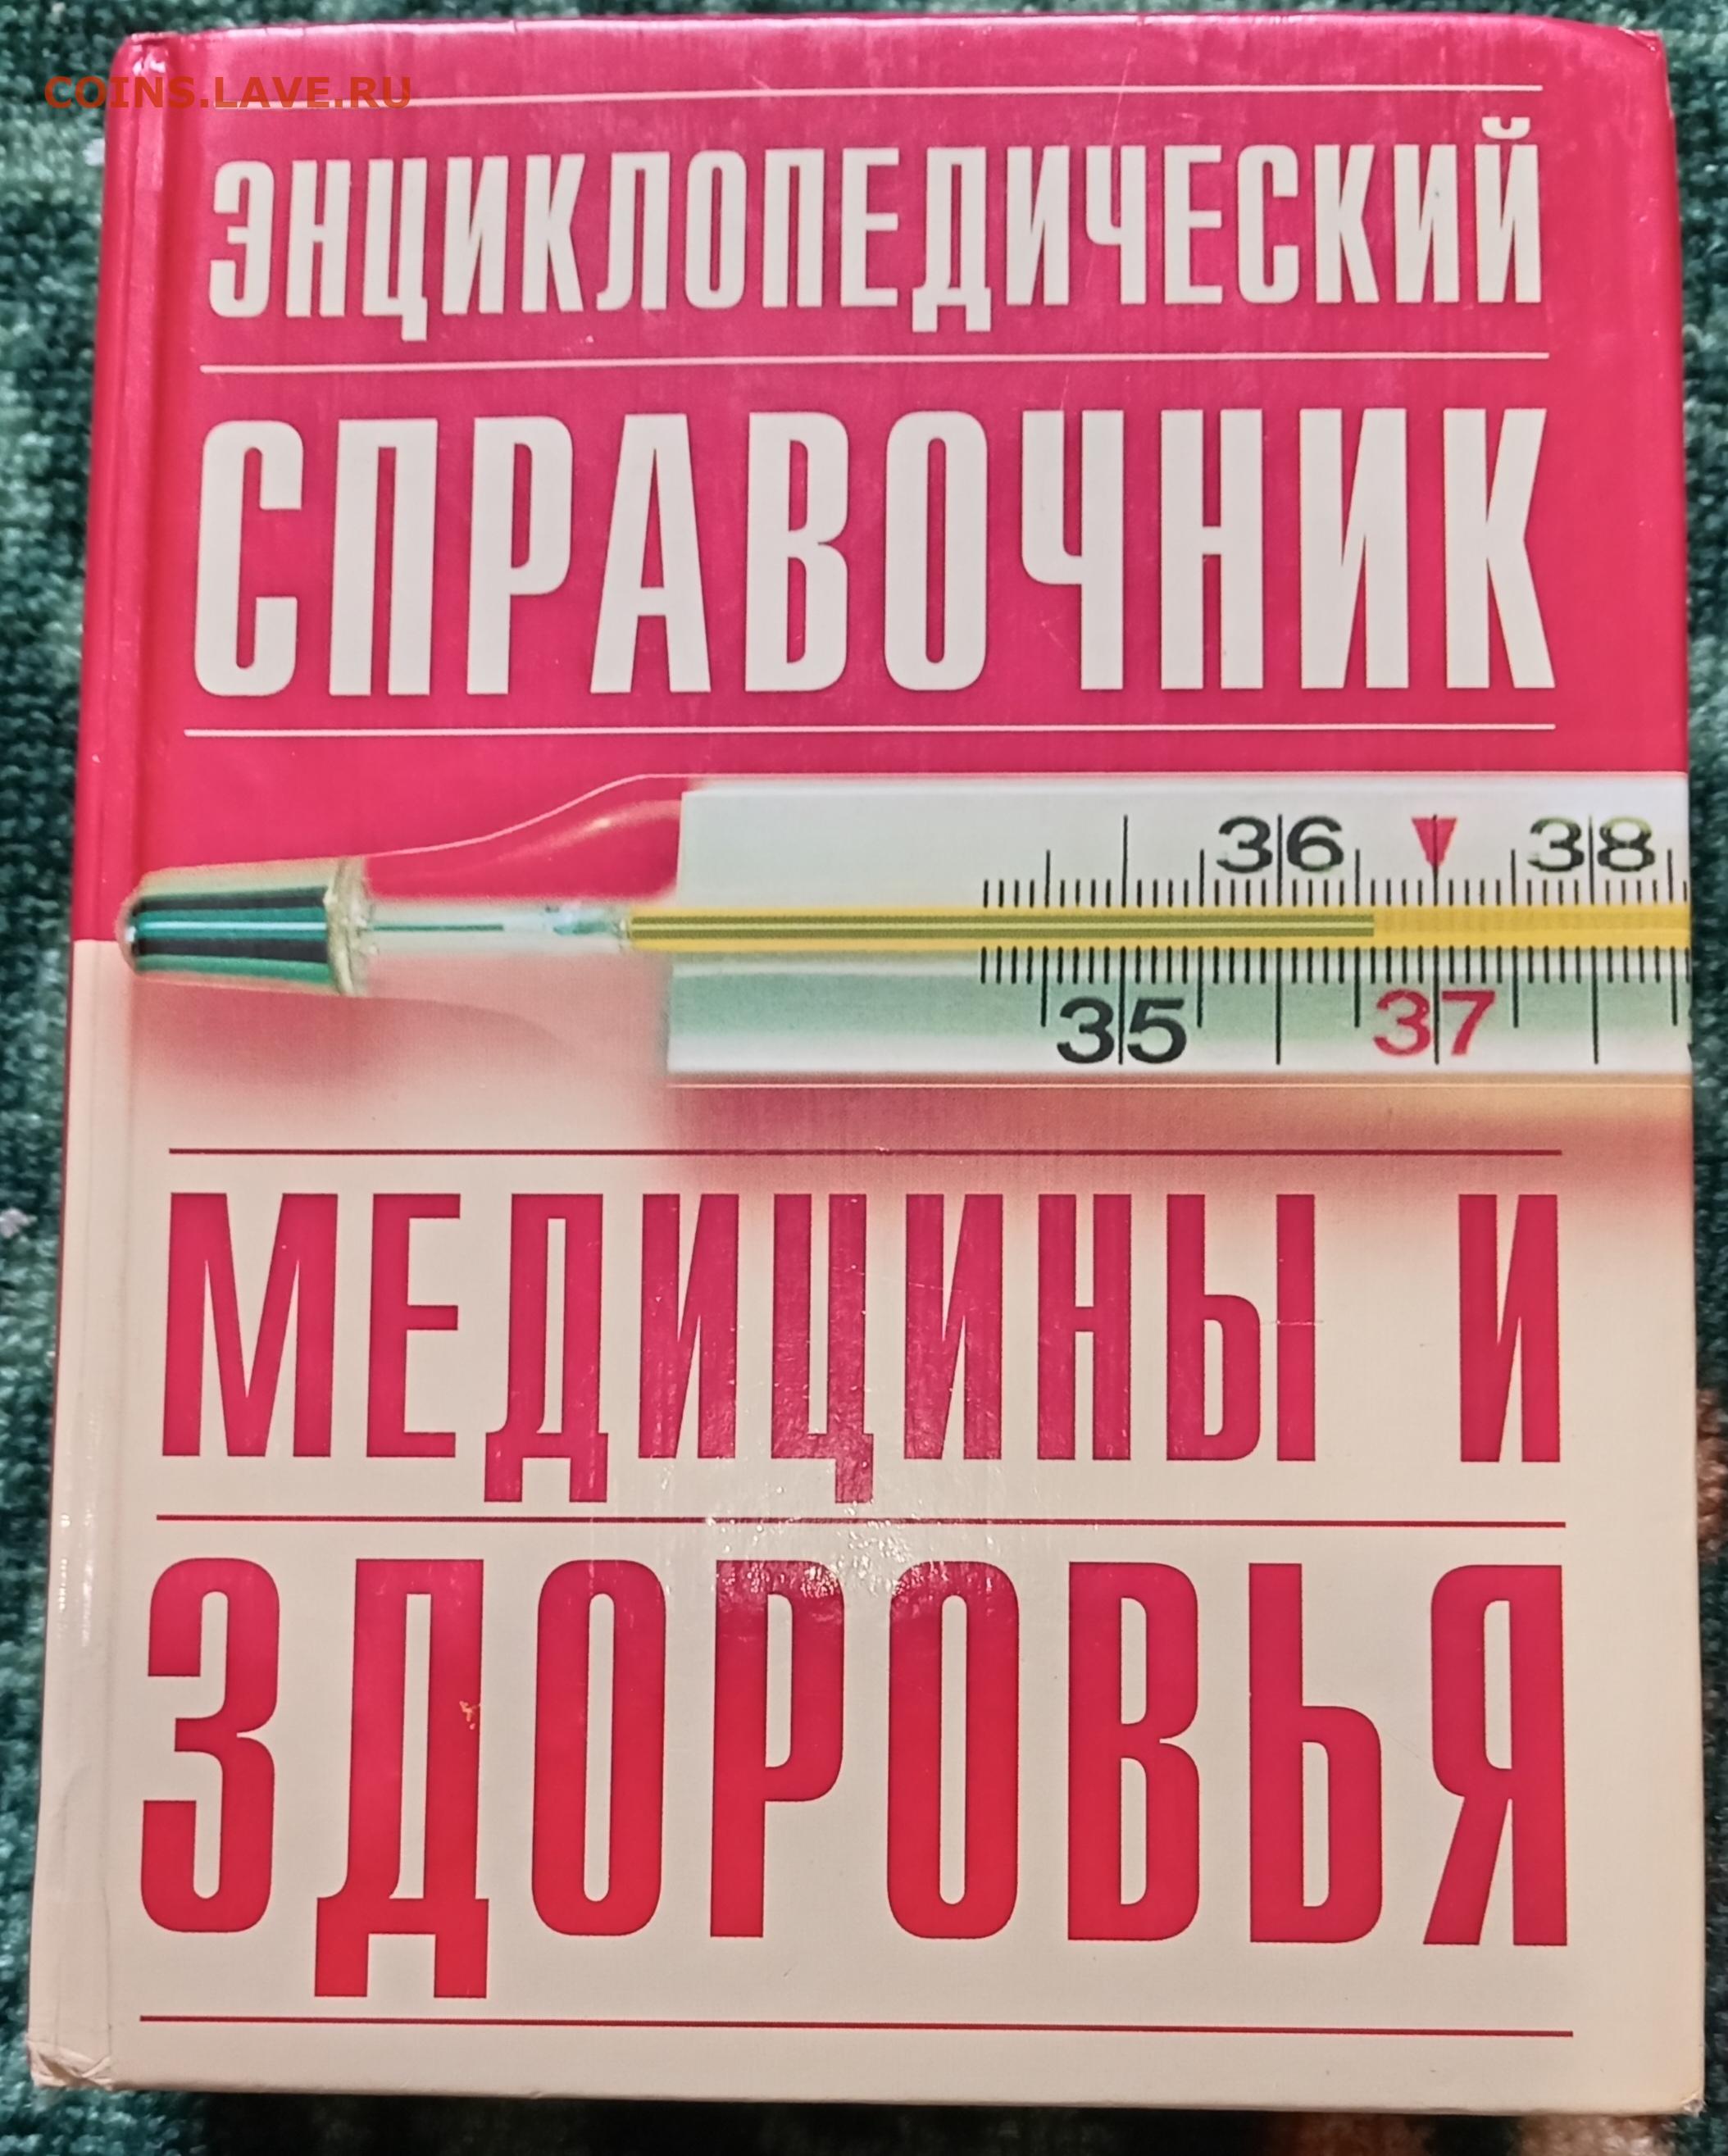 COINS.LAVE.RU
ЭНЦИКЛОПЕДИЧЕСКИЙ
СПРАВОЧНИК
36 38
35 37
МЕДИЦИНЫ И
ЗДОРОВЬЯ